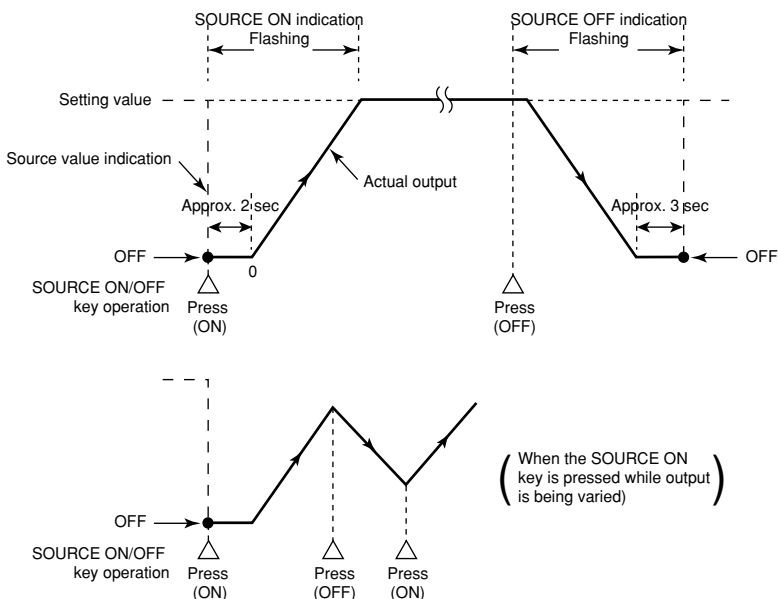 SOURCE ON indication
Flashing
SOURCE OFF indication
Flashing
Setting value
Source value indication
Actual output
Approx. 2 sec
Approx. 3 sec
OFF
OFF
0
SOURCE ON/OFF
key operation
Press
(ON)
Press
(OFF)
When the SOURCE ON
key is pressed while output
is being varied)
OFF
SOURCE ON/OFF
key operation
Press
(ON)
Press
(OFF)
Press
(ON)